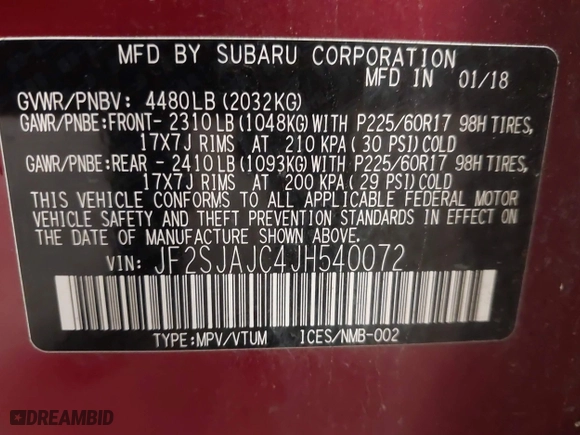 MFD BY SUBARU CORPORATION
MFD IN 01/18
GVWR/PNBV: 4480LB(2032KG)
GAWR/PNBE:FRONT-2310LB(1048KG)WITH P225/60R17 98H TIRES,
17X7J RIMS AT 210 KPA( 30 PSI)COLD
GAWR/PNBE:REAR -2410LB(1093KG)WITH P225/60R17 98H TIRES,
17X7J RIMS AT 200 KPA( 29 PSI)COLD
THIS VEHICLE CONFORMS TO ALL APPLICABLE FEDERAL MOTOR
VEHICLE SAFETY AND THEFT PREVENTION STANDARDS IN EFFECT ON
THE DATE OF MANUFACTURE SHOWN ABOVE.
VIN: JF2SJAJC4JH540072
TYPE:MPV/VTUM ICES/NMB-002
DREAMBID